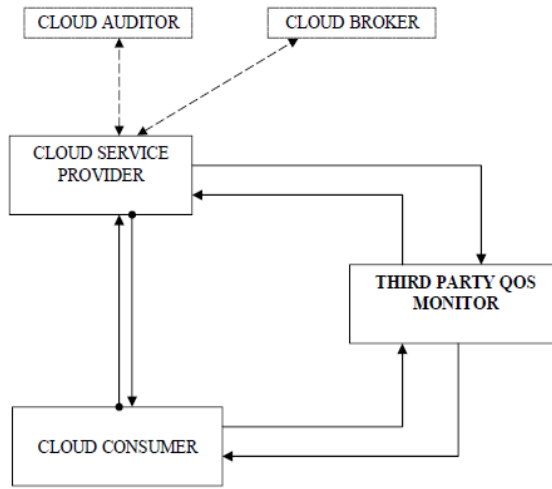 CLOUD AUDITOR
CLOUD BROKER
CLOUD SERVICE
PROVIDER
THIRD PARTY QOS
MONITOR
CLOUD CONSUMER